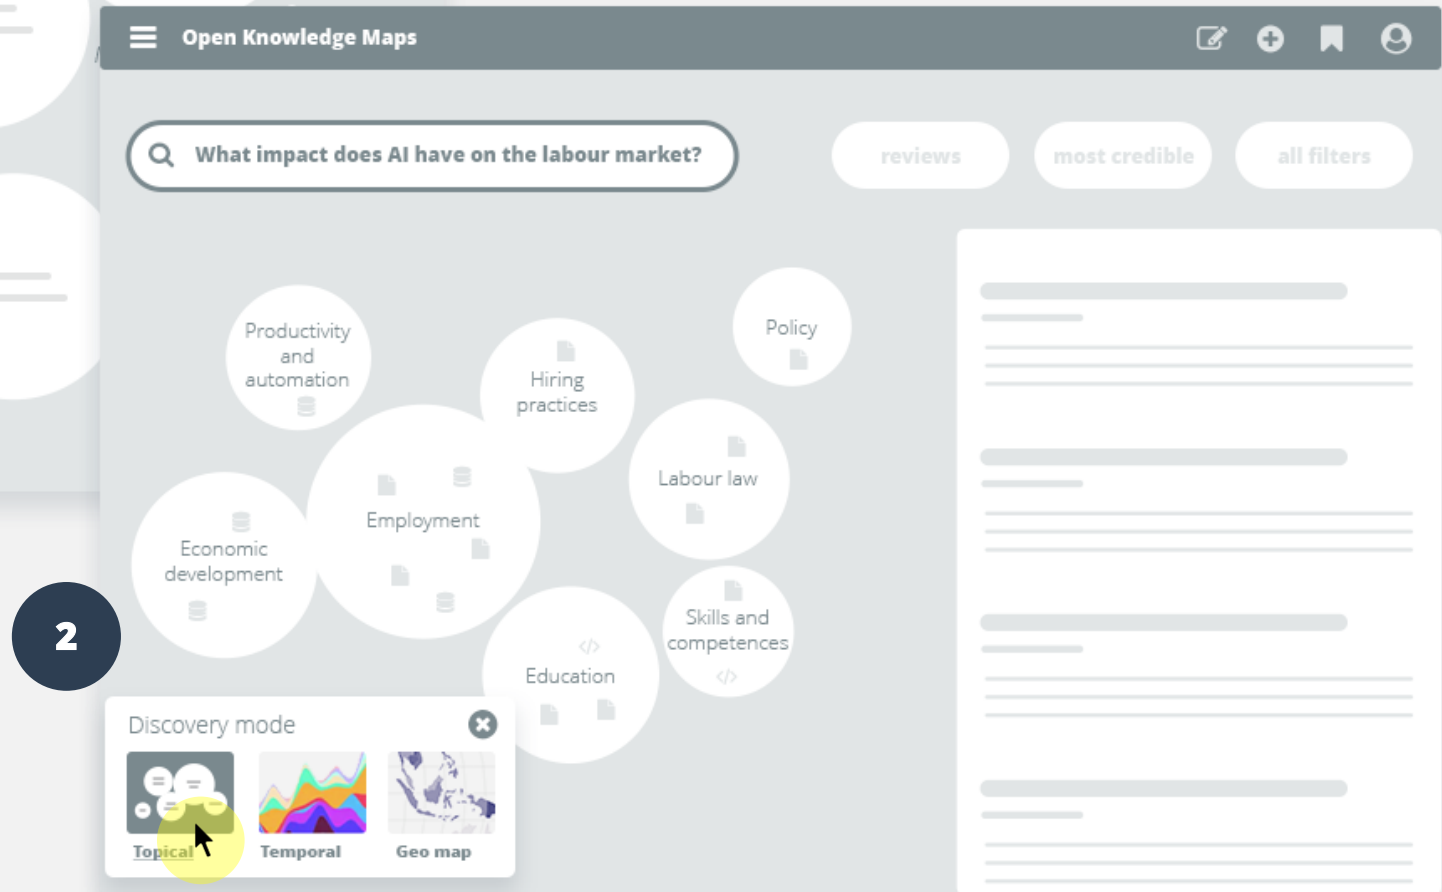 Open Knowledge Maps
What impact does AI have on the labour market?
reviews
most credible
all filters
Productivity
and
automation
Hiring
practices
Policy
Labour law
Employment
Economic
development
Skills and
competences
Education
2
Discovery mode
Topical
Temporal
Geo map